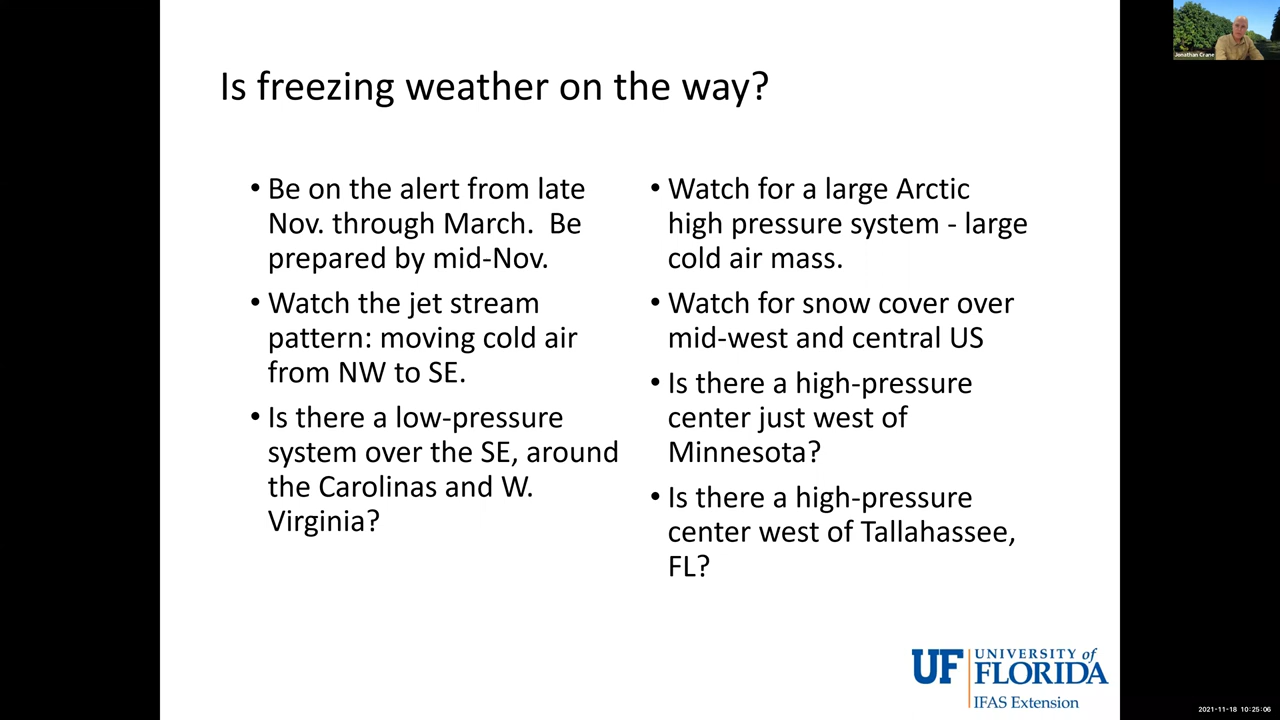 Is freezing weather on the way?
• Be on the alert from late
Nov. through March.  Be
prepared by mid-Nov.
• Watch the jet stream
pattern: moving cold air
from NW to SE.
• Is there a low-pressure
system over the SE, around
the Carolinas and W.
Virginia?
• Watch for a large Arctic
high pressure system - large
cold air mass.
• Watch for snow cover over
mid-west and central US
• Is there a high-pressure
center just west of
Minnesota?
• Is there a high-pressure
center west of Tallahassee,
FL?
UF UNIVERSITY of
FLORIDA
IFAS Extension
Jonathan Crane
2021-11-18 10:25:06